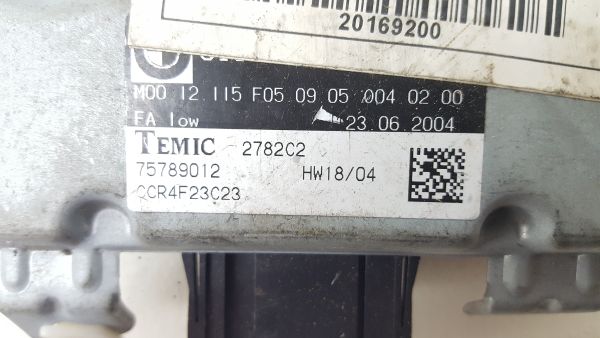 20169200
M00 12 115 F05 09 05 004 02 00
FA low 23.06.2004
TEMIC 2782C2
75789012 HW18/04
CCR4F23C23